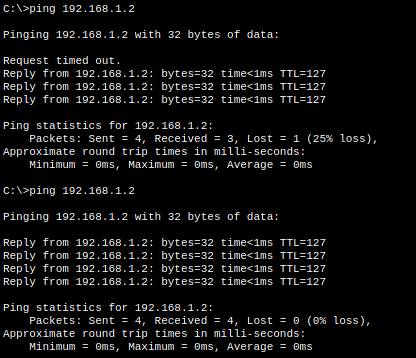 C:\>ping 192.168.1.2
Pinging 192.168.1.2 with 32 bytes of data:
Request timed out.
Reply from 192.168.1.2: bytes=32 time<1ms TTL=127
Reply from 192.168.1.2: bytes=32 time<1ms TTL=127
Reply from 192.168.1.2: bytes=32 time<1ms TTL=127
Ping statistics for 192.168.1.2:
    Packets: Sent = 4, Received = 3, Lost = 1 (25% loss),
Approximate round trip times in milli-seconds:
    Minimum = 0ms, Maximum = 0ms, Average = 0ms
C:\>ping 192.168.1.2
Pinging 192.168.1.2 with 32 bytes of data:
Reply from 192.168.1.2: bytes=32 time<1ms TTL=127
Reply from 192.168.1.2: bytes=32 time<1ms TTL=127
Reply from 192.168.1.2: bytes=32 time<1ms TTL=127
Reply from 192.168.1.2: bytes=32 time<1ms TTL=127
Ping statistics for 192.168.1.2:
    Packets: Sent = 4, Received = 4, Lost = 0 (0% loss),
Approximate round trip times in milli-seconds:
    Minimum = 0ms, Maximum = 0ms, Average = 0ms